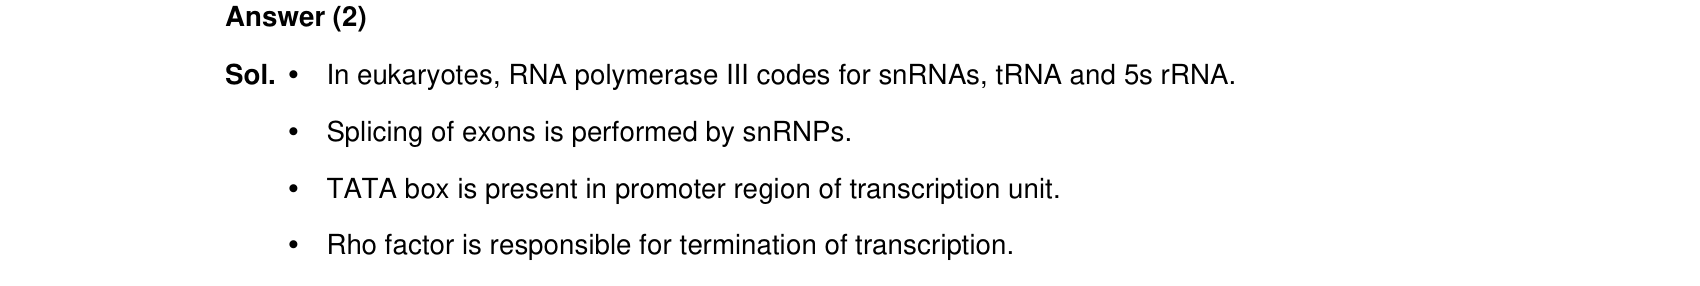 Answer (2)
Sol. • In eukaryotes, RNA polymerase III codes for snRNAs, tRNA and 5s rRNA.
• Splicing of exons is performed by snRNPs.
• TATA box is present in promoter region of transcription unit.
• Rho factor is responsible for termination of transcription.